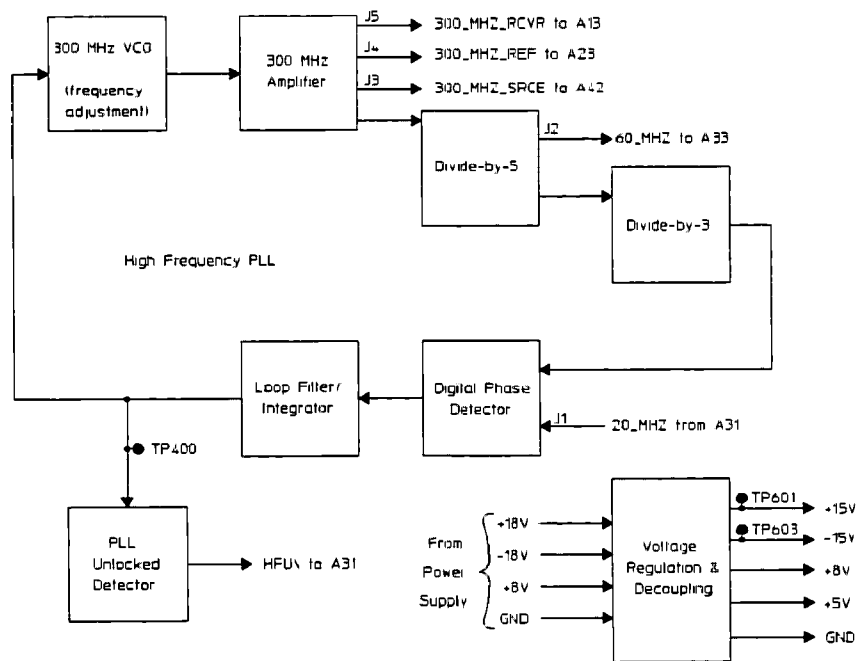 300 MHz VCO
(frequency
adjustment)
300 MHz
Amplifier
J5
300_MHZ_RCVR to A13
J4
300_MHZ_REF to A23
J3
300_MHZ_SRCE to A42
Divide-by-5
J2
60_MHZ to A33
Divide-by-3
High Frequency PLL
Loop Filter/
Integrator
Digital Phase
Detector
J1
20_MHZ from A31
TP400
PLL
Unlocked
Detector
HFUN to A31
From
Power
Supply
+18V
-18V
+8V
GND
Voltage
Regulation &
Decoupling
TP601
+15V
TP603
-15V
+8V
+5V
GND